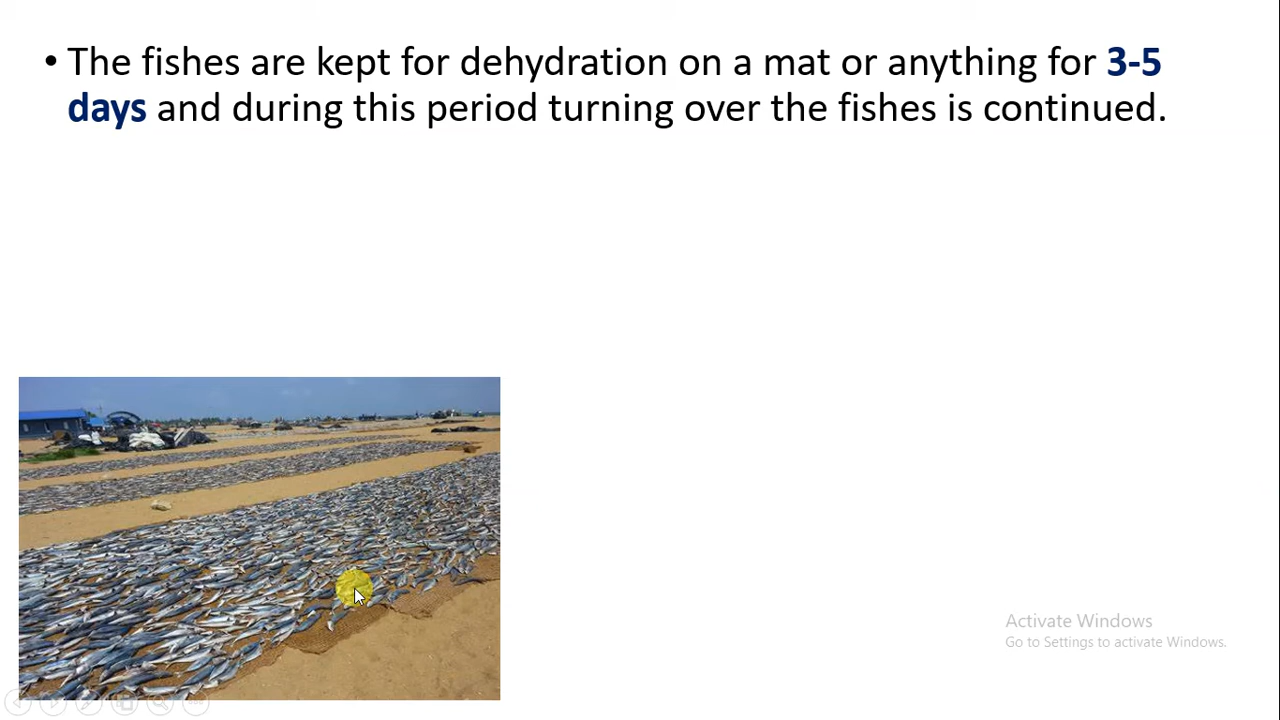 • The fishes are kept for dehydration on a mat or anything for 3-5
days and during this period turning over the fishes is continued.
Activate Windows
Go to Settings to activate Windows.